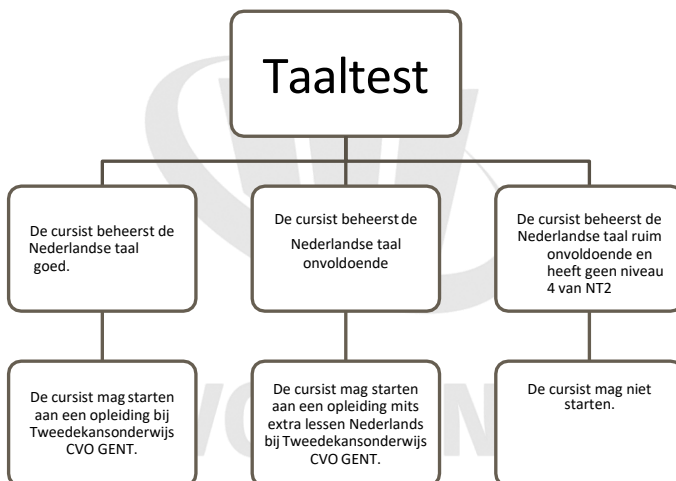 Taaltest
De cursist beheerst de
Nederlandse taal
goed.
De cursist beheerst de
Nederlandse taal
onvoldoende
De cursist beheerst de
Nederlandse taal ruim
onvoldoende en
heeft geen niveau
4 van NT2
De cursist mag starten
aan een opleiding bij
Tweedekansonderwijs
CVO GENT.
De cursist mag starten
aan een opleiding mits
extra lessen Nederlands
bij Tweedekansonderwijs
CVO GENT.
De cursist mag niet
starten.